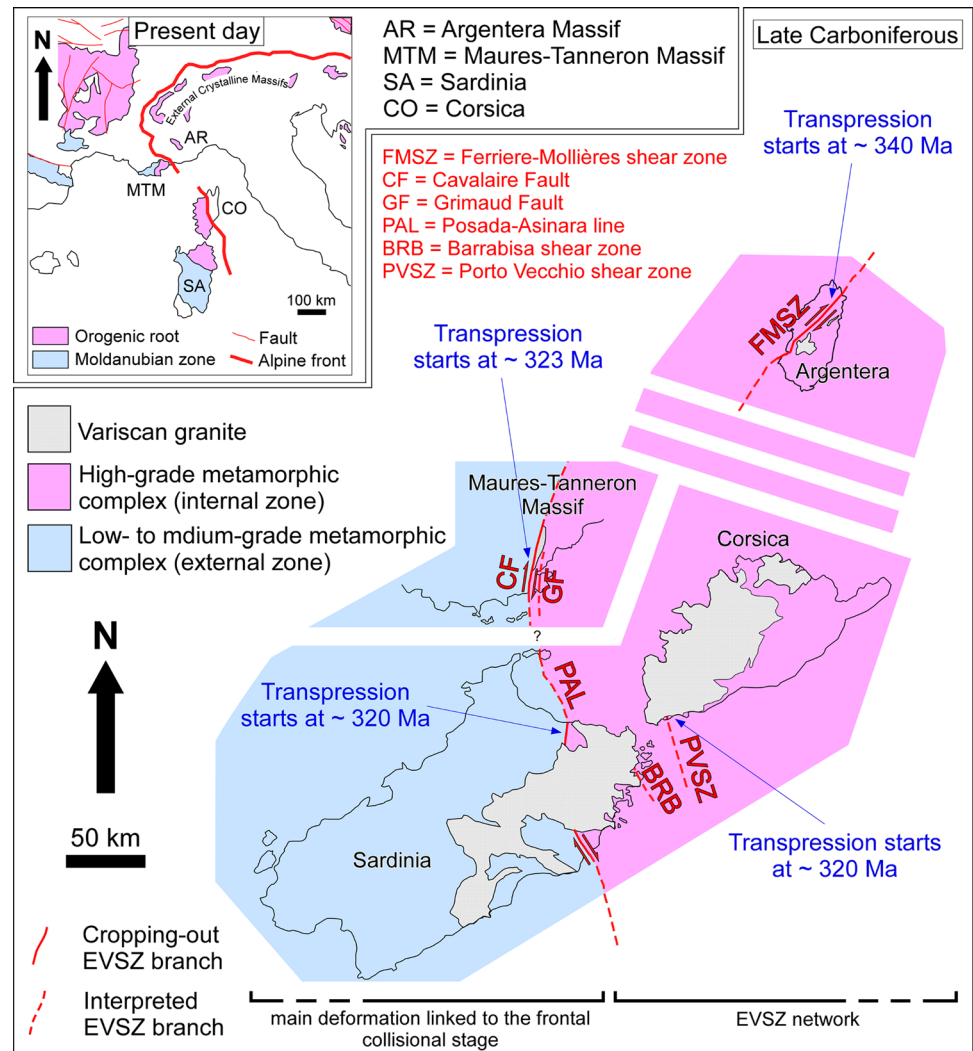 Present day
N
External Crystalline Massifs
AR
MTM
CO
SA
100 km
Orogenic root
Moldanubian zone
Fault
Alpine front
AR = Argentera Massif
MTM = Maures-Tanneron Massif
SA = Sardinia
CO = Corsica
Late Carboniferous
FMSZ = Ferriere-Mollières shear zone
CF = Cavalaire Fault
GF = Grimaud Fault
PAL = Posada-Asinara line
BRB = Barrabisa shear zone
PVSZ = Porto Vecchio shear zone
Transpression
starts at ~ 340 Ma
FMSZ
Argentera
Transpression
starts at ~ 323 Ma
Variscan granite
High-grade metamorphic
complex (internal zone)
Low- to mdium-grade metamorphic
complex (external zone)
Maures-Tanneron
Massif
CF
GF
?
Corsica
N
50 km
PAL
Transpression
starts at ~ 320 Ma
BRB
PVSZ
Transpression starts
at ~ 320 Ma
Sardinia
Cropping-out
EVSZ branch
Interpreted
EVSZ branch
main deformation linked to the frontal
collisional stage
EVSZ network